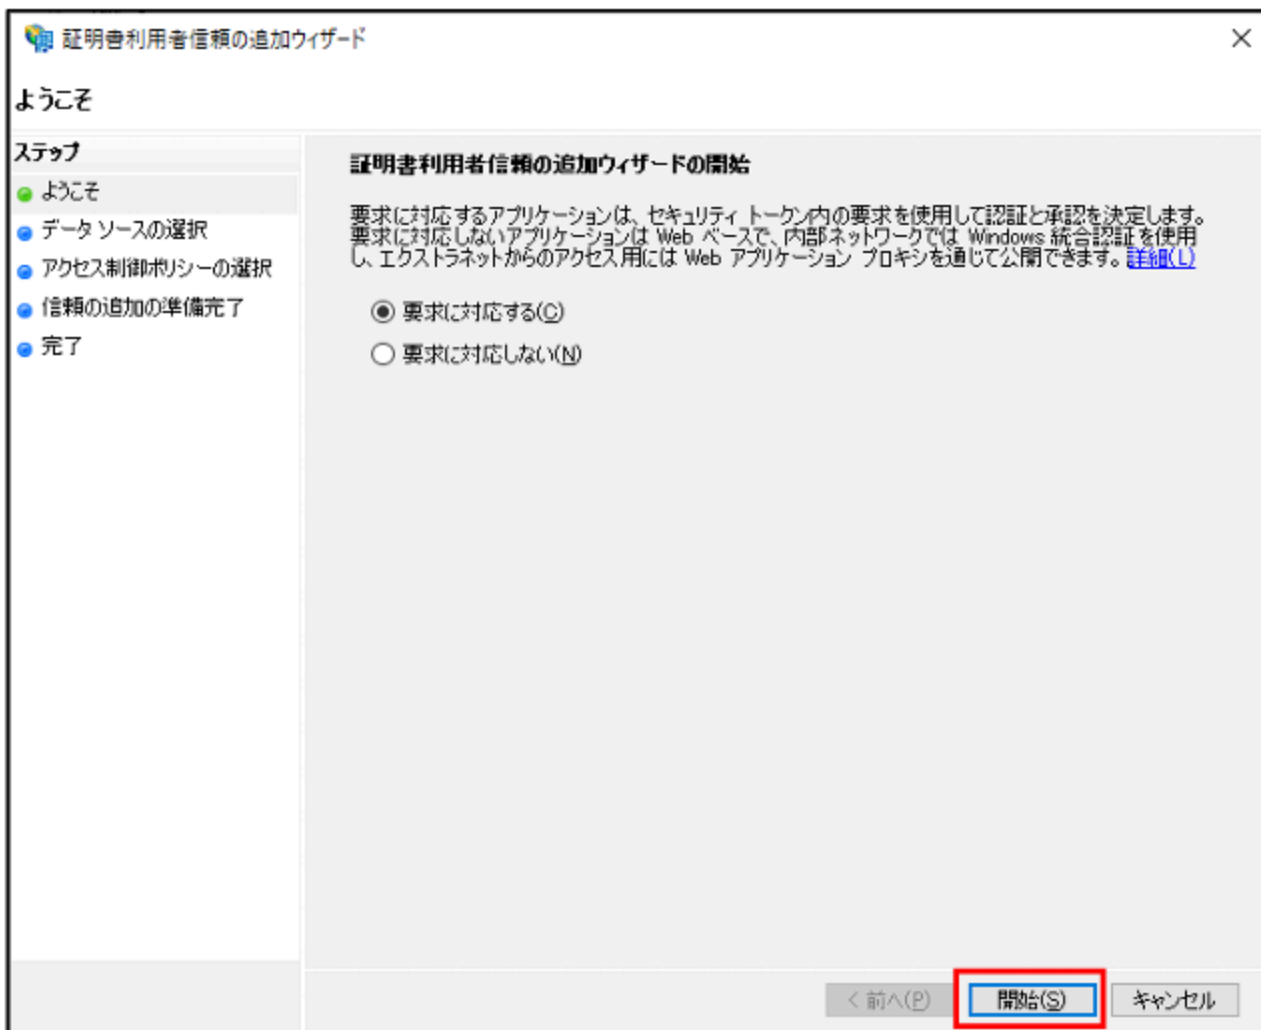 証明書利用者信頼の追加ウィザード
ようこそ
ステップ
ようこそ
データ ソースの選択
アクセス制御ポリシーの選択
信頼の追加の準備完了
完了
証明書利用者信頼の追加ウィザードの開始
要求に対応するアプリケーションは、セキュリティ トークン内の要求を使用して認証と承認を決定します。
要求に対応しないアプリケーションは Web ベースで、内部ネットワークでは Windows 統合認証を使用
し、エクストラネットからのアクセス用には Web アプリケーション プロキシを通じて公開できます。詳細(L)
要求に対応する(C)
要求に対応しない(N)
< 前へ(P)
開始(S)
キャンセル